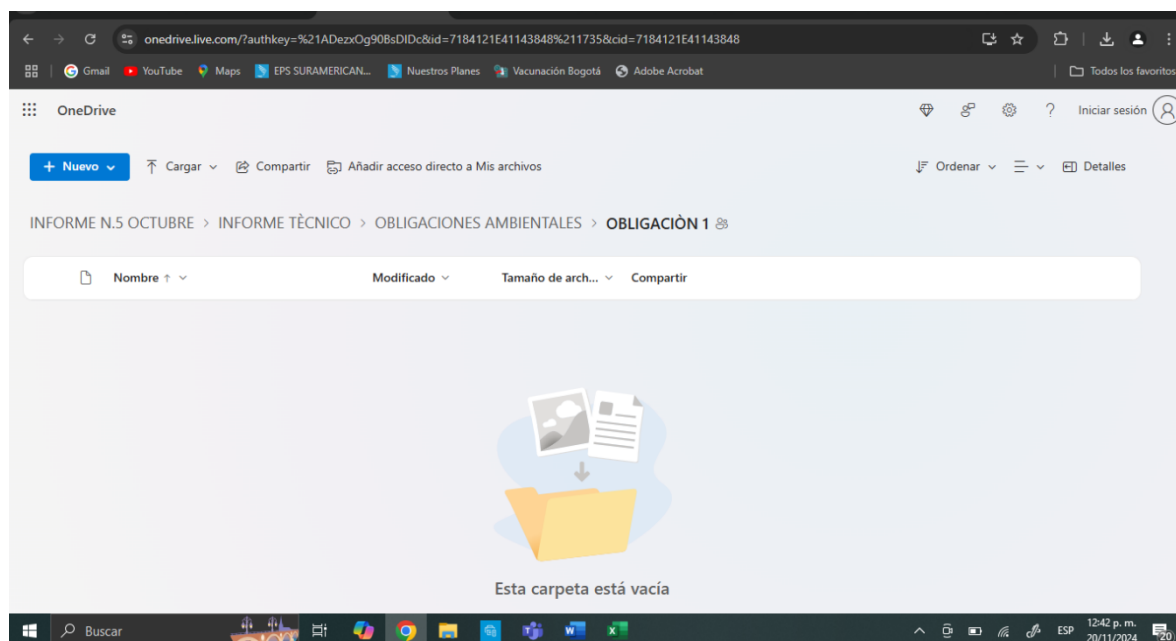 onedrive.live.com/?authkey=%21ADezxOg90BsDIDc&id=7184121E41143848%211735&cid=7184121E41143848
Gmail YouTube Maps EPS SURAMERICAN... Nuestros Planes Vacunación Bogotá Adobe Acrobat Todos los favoritos
OneDrive Iniciar sesión
+ Nuevo Cargar Compartir Añadir acceso directo a Mis archivos Ordenar Detalles
INFORME N.5 OCTUBRE > INFORME TÈCNICO > OBLIGACIONES AMBIENTALES > OBLIGACIÒN 1
Nombre ↑ Modificado Tamaño de arch... Compartir
Esta carpeta está vacía
Buscar ESP 12:42 p. m.
20/11/2024 20